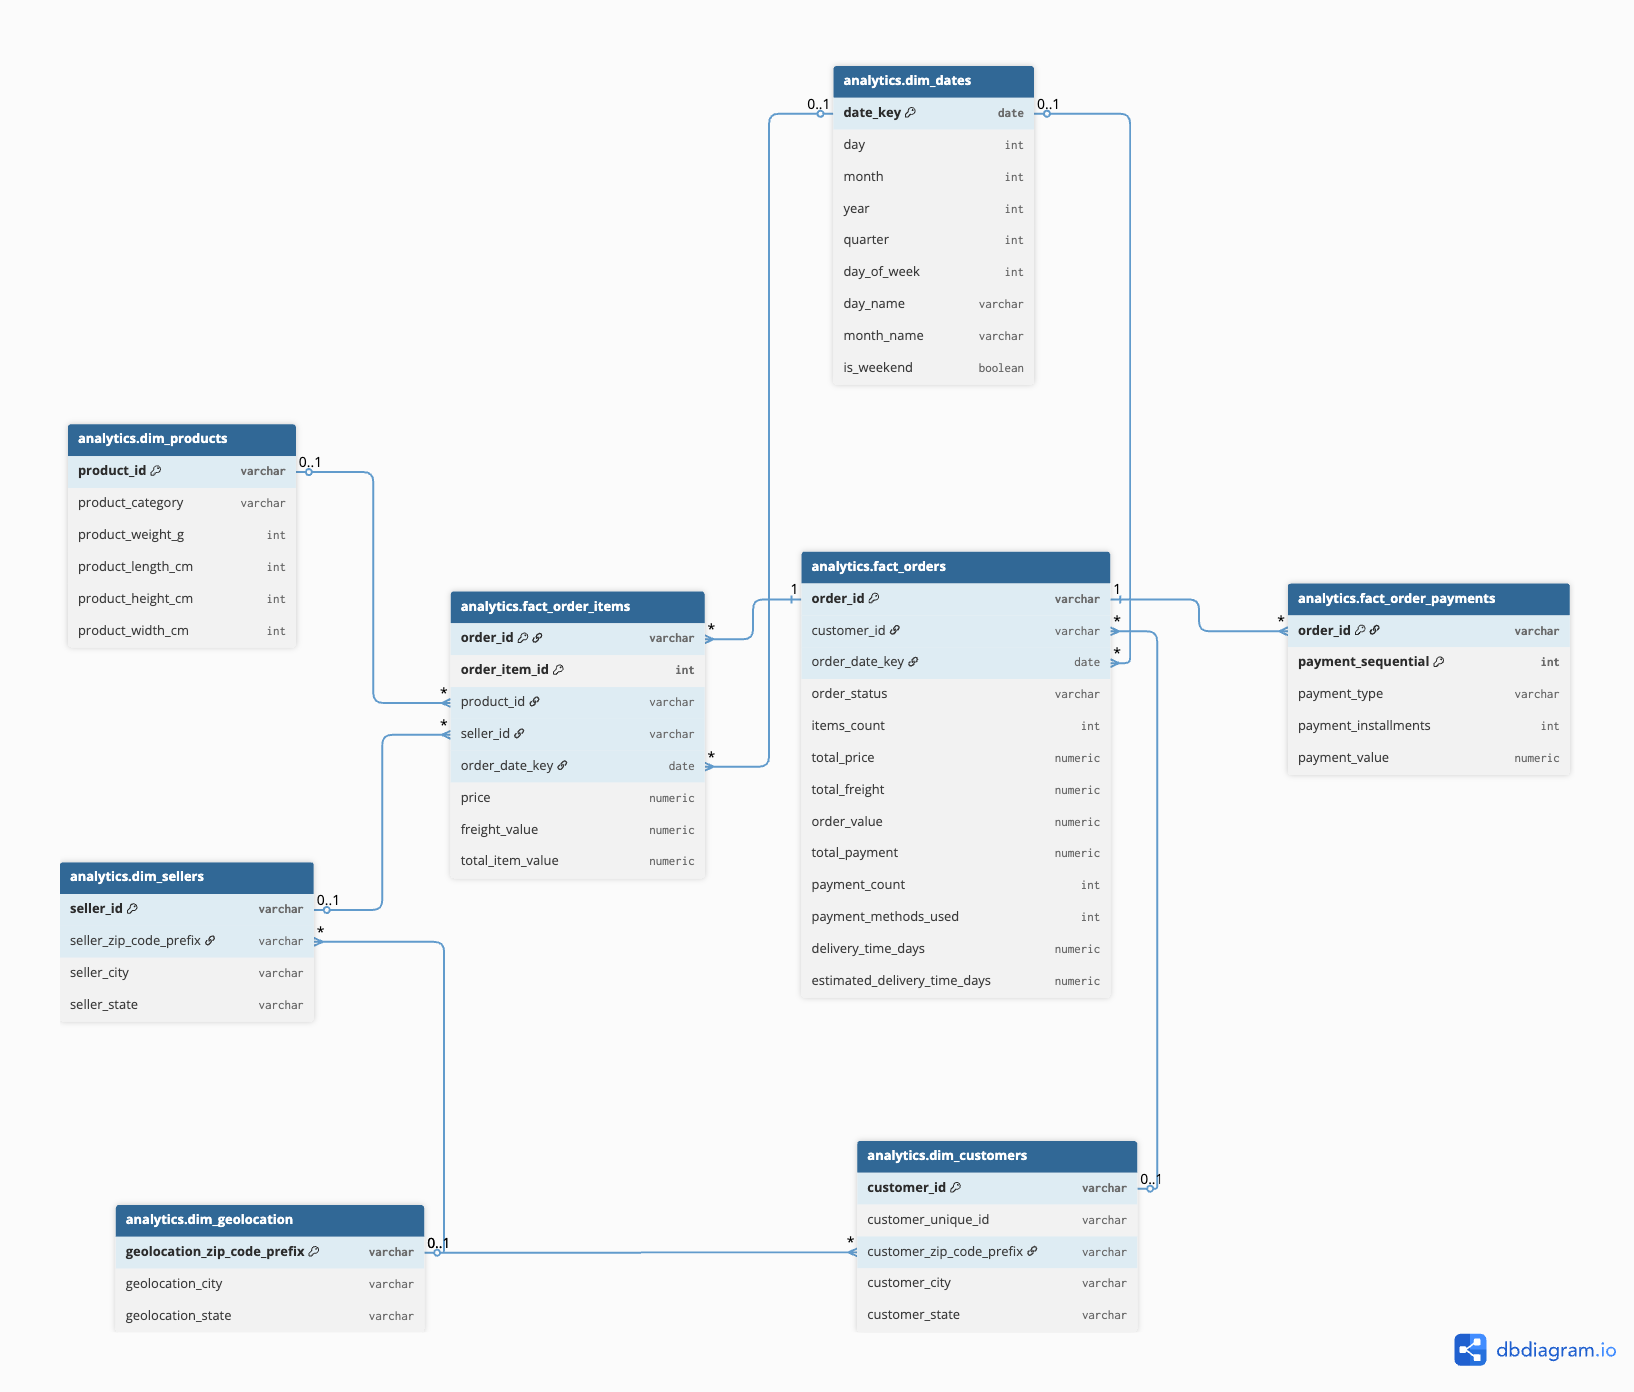 analytics.dim_dates
0..1
0..1
date_key date
day int
month int
year int
quarter int
day_of_week int
day_name varchar
month_name varchar
is_weekend boolean
analytics.dim_products
product_id varchar
0..1
product_category varchar
product_weight_g int
product_length_cm int
product_height_cm int
product_width_cm int
analytics.fact_order_items
order_id varchar
*
order_item_id int
*
product_id varchar
*
seller_id varchar
order_date_key date
*
price numeric
freight_value numeric
total_item_value numeric
analytics.fact_orders
1
order_id varchar
1
customer_id varchar
*
order_date_key date
*
order_status varchar
items_count int
total_price numeric
total_freight numeric
order_value numeric
total_payment numeric
payment_count int
payment_methods_used int
delivery_time_days numeric
estimated_delivery_time_days numeric
analytics.fact_order_payments
*
order_id varchar
payment_sequential int
payment_type varchar
payment_installments int
payment_value numeric
analytics.dim_sellers
seller_id varchar
0..1
seller_zip_code_prefix varchar
*
seller_city varchar
seller_state varchar
analytics.dim_customers
customer_id varchar
0..1
customer_unique_id varchar
*
customer_zip_code_prefix varchar
customer_city varchar
customer_state varchar
analytics.dim_geolocation
geolocation_zip_code_prefix varchar
0..1
geolocation_city varchar
geolocation_state varchar
dbdiagram.io